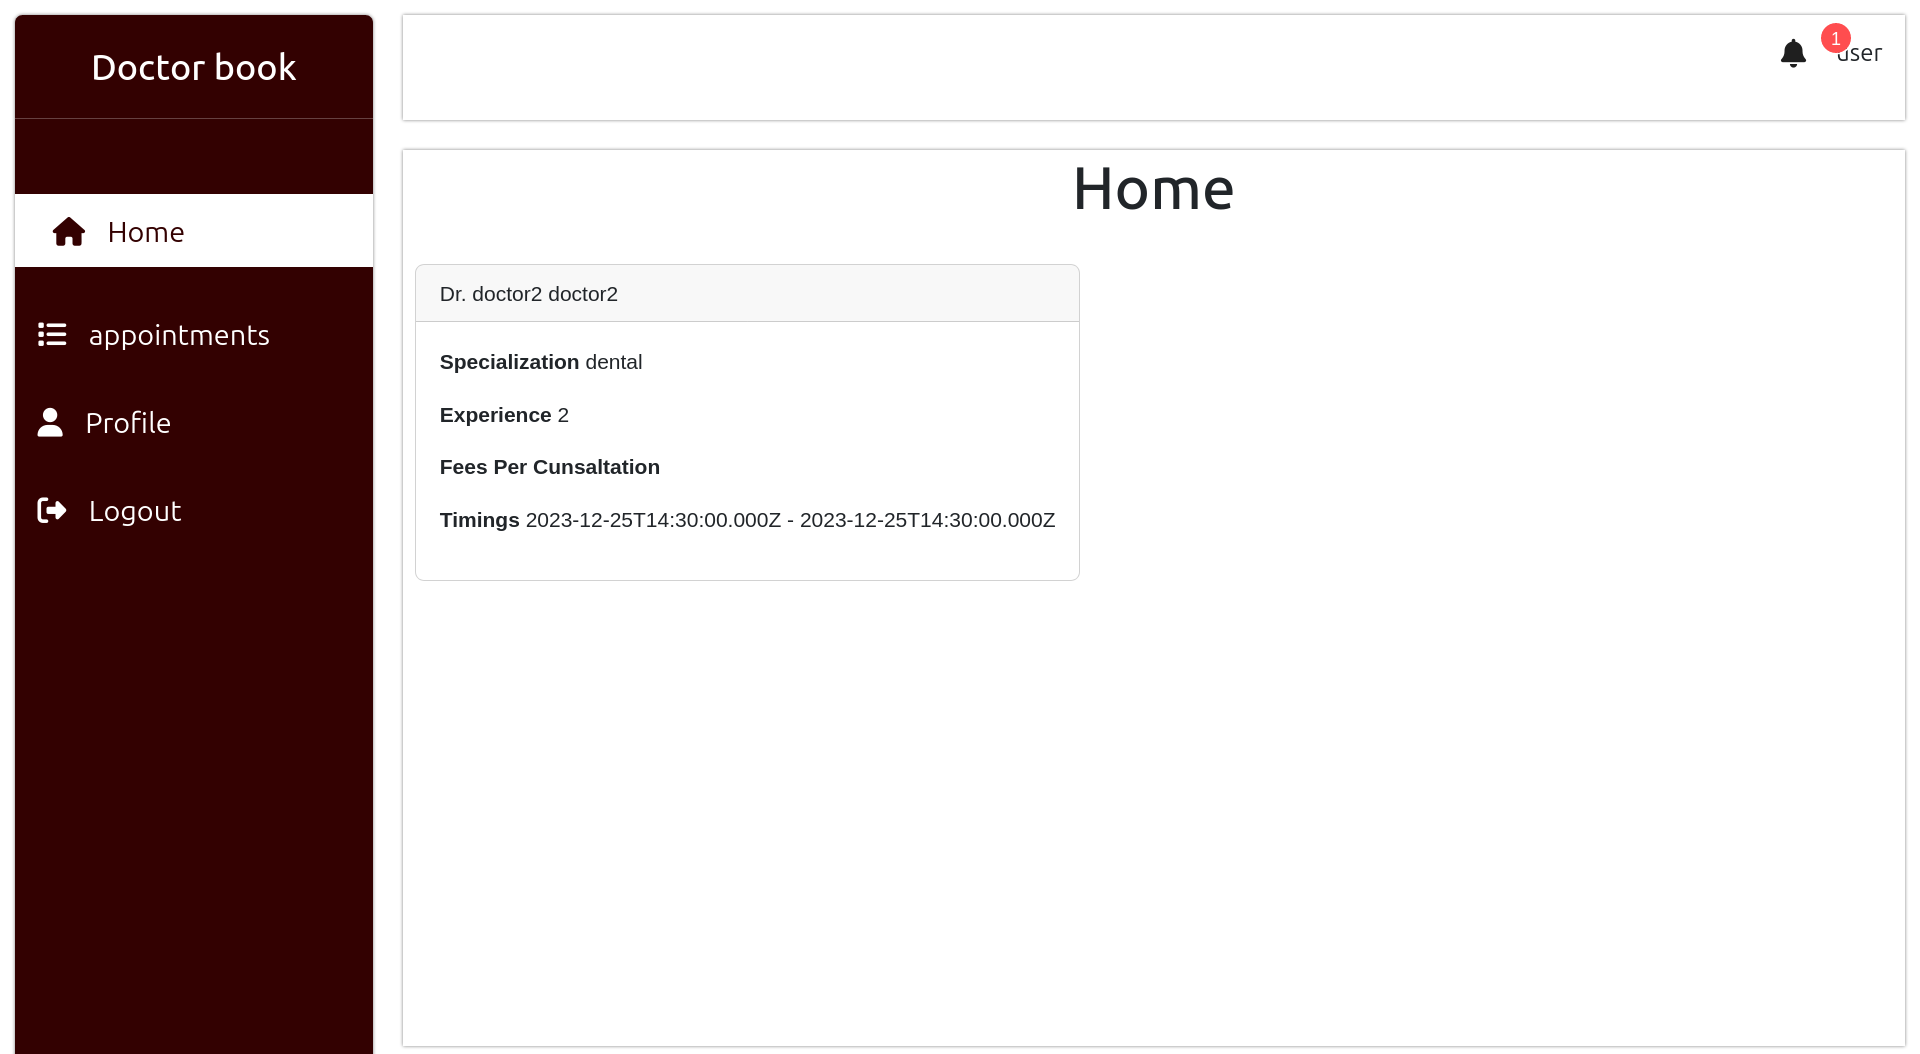 Doctor book
Home
appointments
Profile
Logout
1
user
Home
Dr. doctor2 doctor2
Specialization dental
Experience 2
Fees Per Cunsaltation
Timings 2023-12-25T14:30:00.000Z - 2023-12-25T14:30:00.000Z